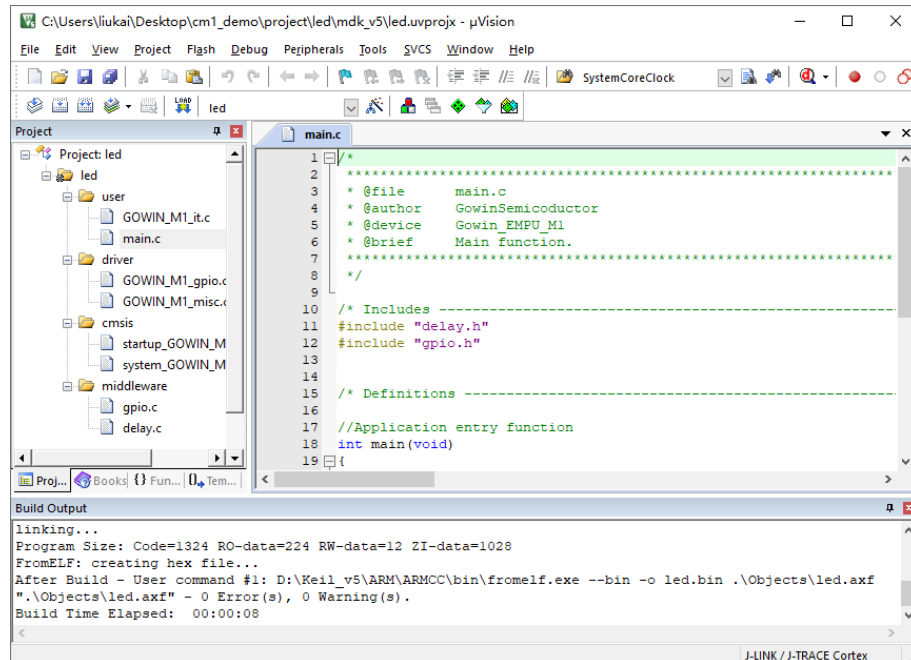 C:\Users\liukai\Desktop\cm1_demo\project\led\mdk_v5\led.uvprojx - µVision
File Edit View Project Flash Debug Peripherals Tools SVCS Window Help
SystemCoreClock
LOAD led
Project
main.c
Project: led
led
user
GOWIN_M1_it.c
main.c
driver
GOWIN_M1_gpio.c
GOWIN_M1_misc.c
cmsis
startup_GOWIN_M
system_GOWIN_M
middleware
gpio.c
delay.c
Proj... Books {} Fun... 0 Tem...
1 /*
2 ******************************************************************
3 * @file main.c
4 * @author GowinSemicoductor
5 * @device Gowin_EMPU_M1
6 * @brief Main function.
7 ******************************************************************
8 */
9
10 /* Includes ------------------------------------------------------
11 #include "delay.h"
12 #include "gpio.h"
13
14
15 /* Definitions ---------------------------------------------------
16
17 //Application entry function
18 int main(void)
19 {
Build Output
linking...
Program Size: Code=1324 RO-data=224 RW-data=12 ZI-data=1028
FromELF: creating hex file...
After Build - User command #1: D:\Keil_v5\ARM\ARMCC\bin\fromelf.exe --bin -o led.bin .\Objects\led.axf
".\Objects\led.axf" - 0 Error(s), 0 Warning(s).
Build Time Elapsed: 00:00:08
J-LINK / J-TRACE Cortex